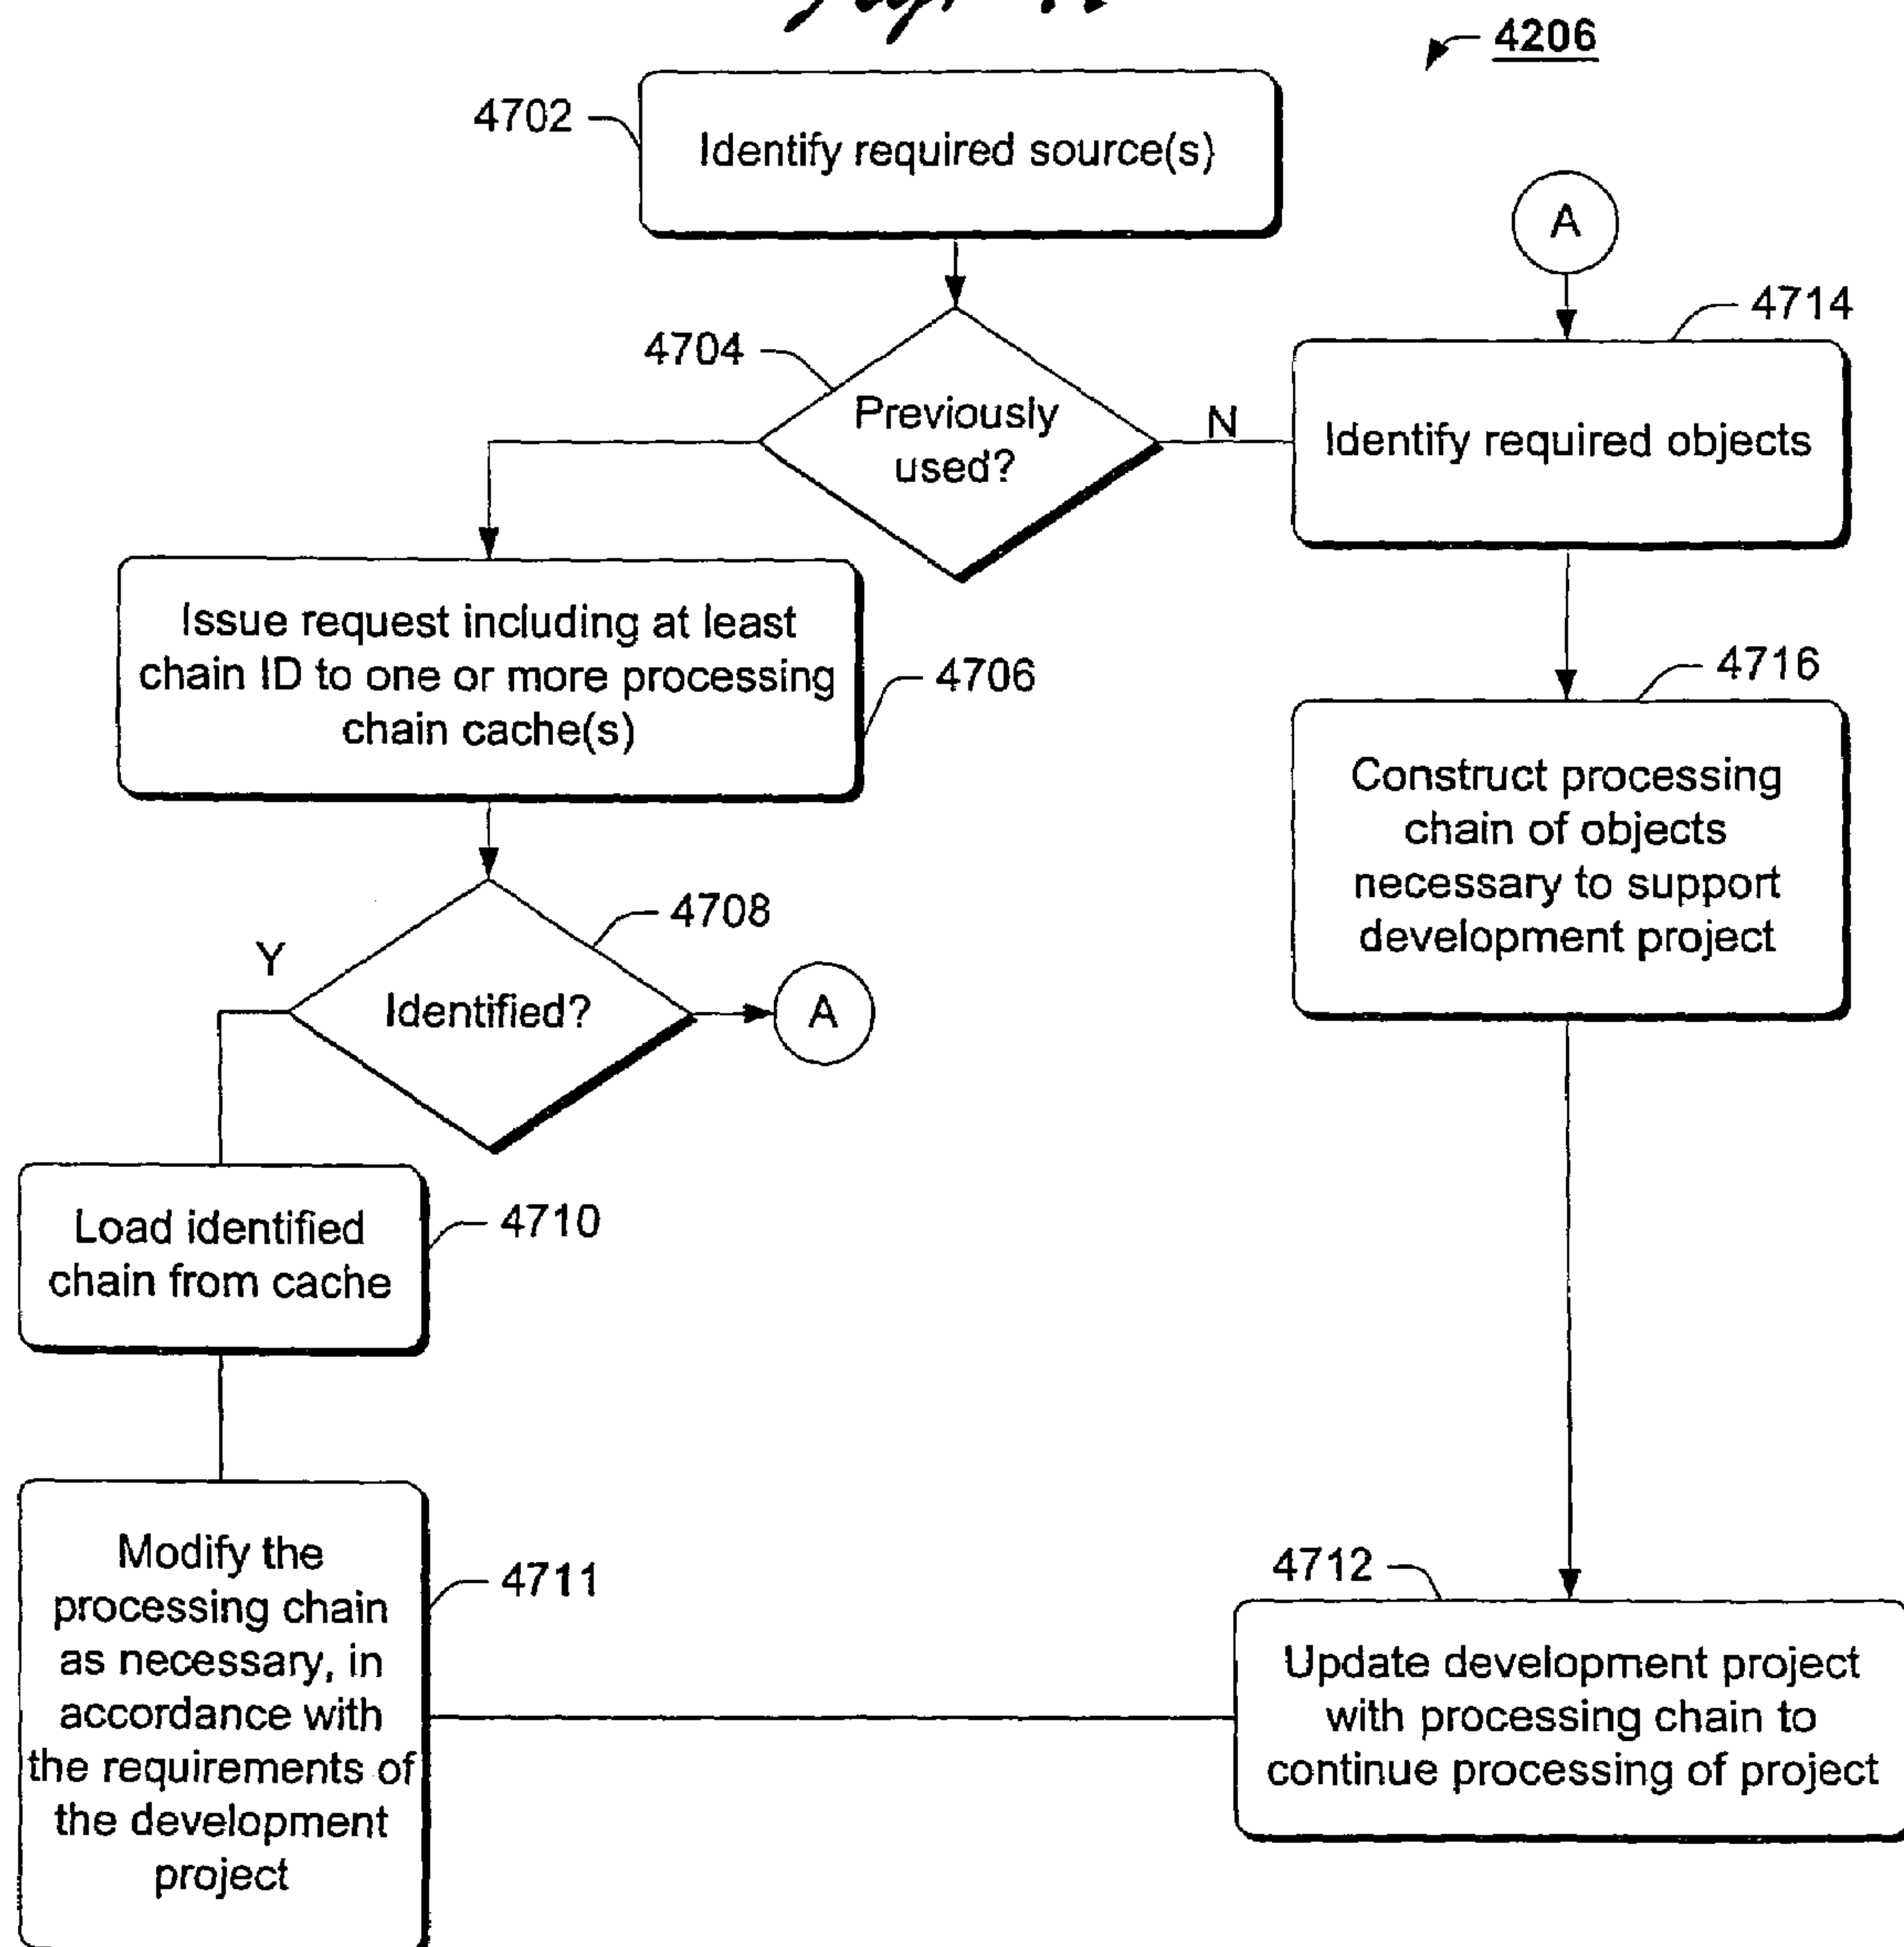 4206
4702
Identify required source(s)
A
4714
4704
Previously
used?
N
Identify required objects
Issue request including at least
chain ID to one or more processing
chain cache(s)
4706
4716
Construct processing
chain of objects
necessary to support
development project
4708
Y
Identified?
A
Load identified
chain from cache
4710
Modify the
processing chain
as necessary, in
accordance with
the requirements of
the development
project
4711
4712
Update development project
with processing chain to
continue processing of project